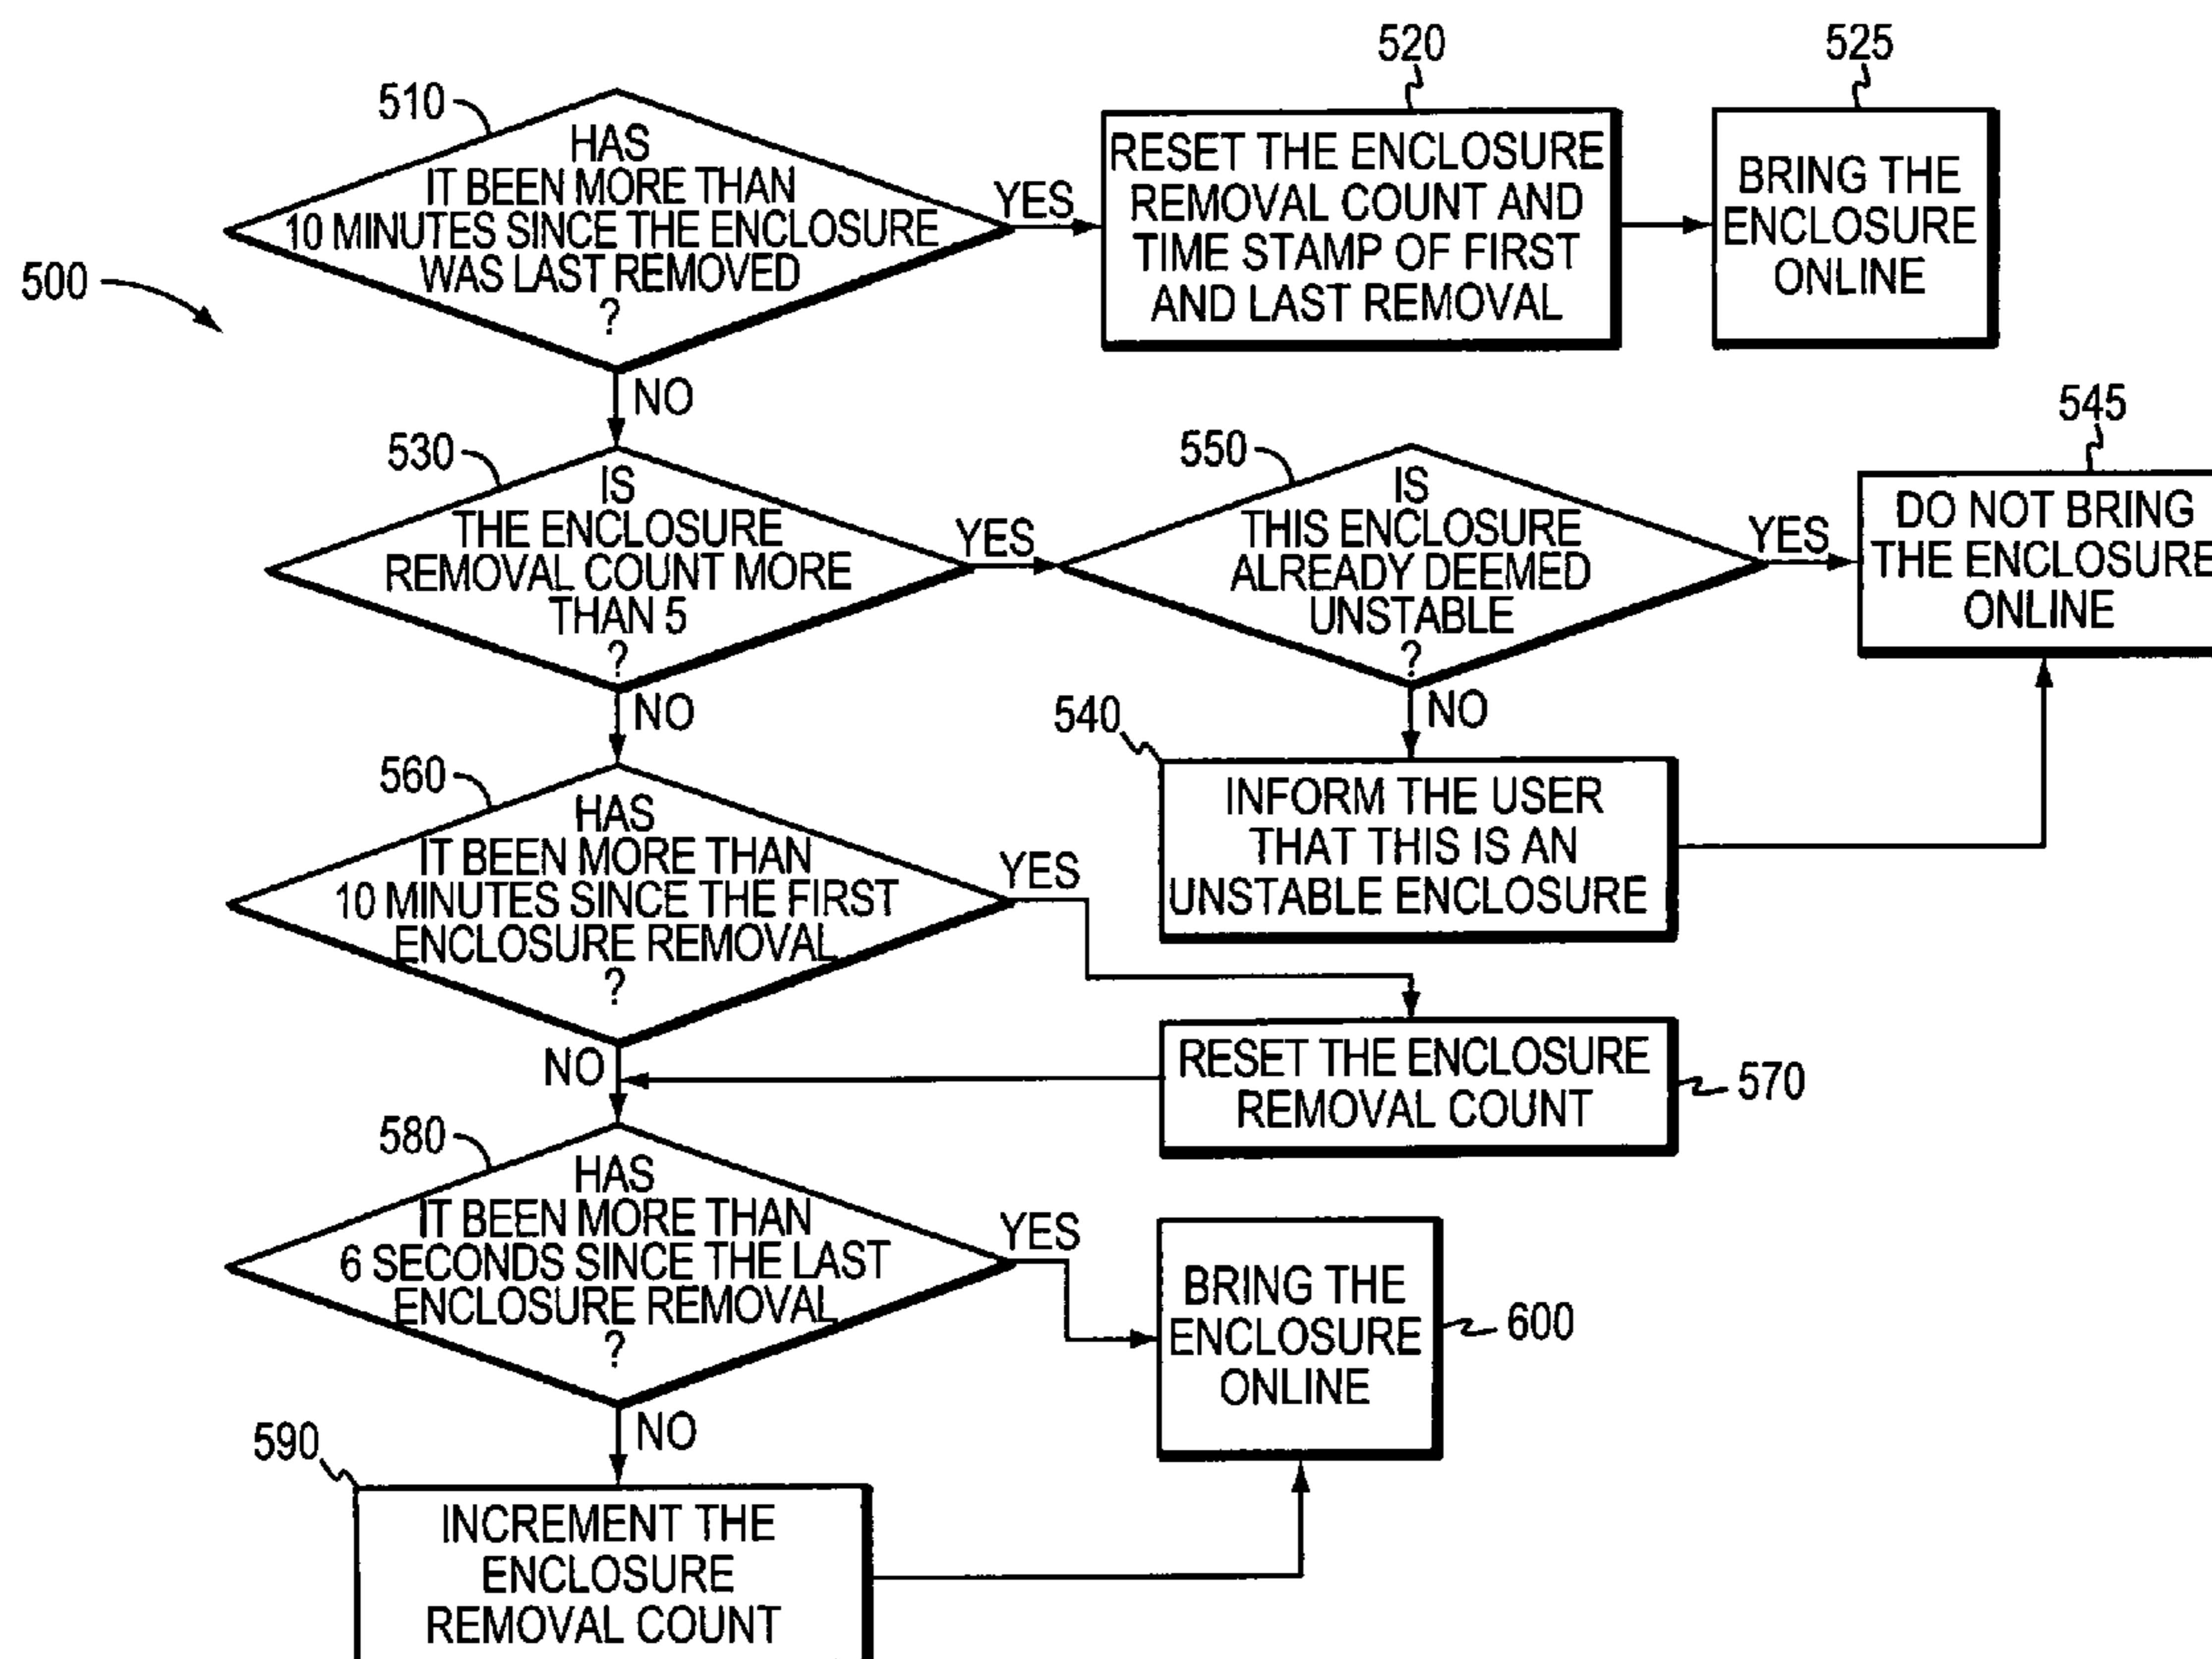 500
510
HAS
IT BEEN MORE THAN
10 MINUTES SINCE THE ENCLOSURE
WAS LAST REMOVED
?
YES
520
RESET THE ENCLOSURE
REMOVAL COUNT AND
TIME STAMP OF FIRST
AND LAST REMOVAL
525
BRING THE
ENCLOSURE
ONLINE
NO
530
IS
THE ENCLOSURE
REMOVAL COUNT MORE
THAN 5
?
YES
550
IS
THIS ENCLOSURE
ALREADY DEEMED
UNSTABLE
?
YES
545
DO NOT BRING
THE ENCLOSURE
ONLINE
NO
NO
540
INFORM THE USER
THAT THIS IS AN
UNSTABLE ENCLOSURE
560
HAS
IT BEEN MORE THAN
10 MINUTES SINCE THE FIRST
ENCLOSURE REMOVAL
?
YES
NO
RESET THE ENCLOSURE
REMOVAL COUNT
570
580
HAS
IT BEEN MORE THAN
6 SECONDS SINCE THE LAST
ENCLOSURE REMOVAL
?
YES
BRING THE
ENCLOSURE
ONLINE
600
NO
590
INCREMENT THE
ENCLOSURE
REMOVAL COUNT